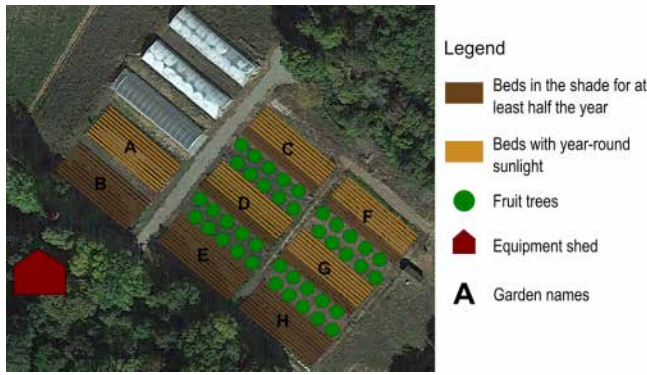 Legend
Beds in the shade for at
least half the year
Beds with year-round
sunlight
Fruit trees
Equipment shed
A
Garden names
A
B
C
D
E
F
G
H